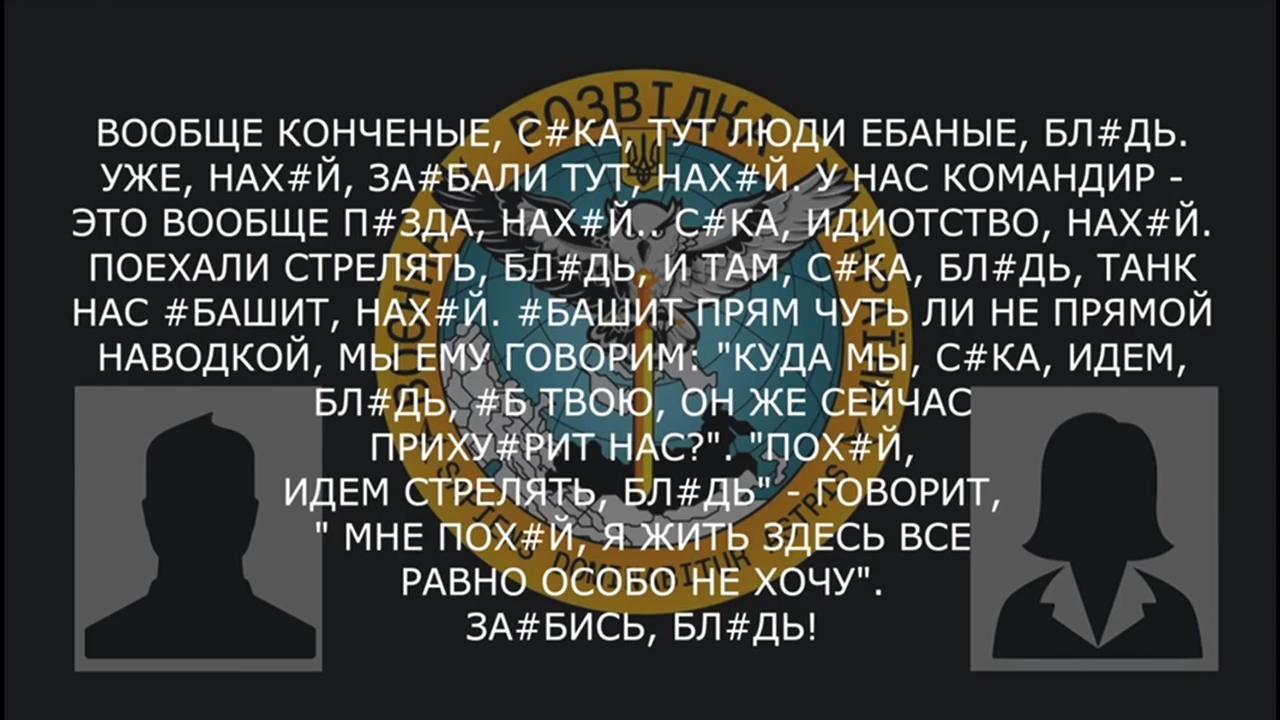 ВООБЩЕ КОНЧЕНЫЕ, С#КА, ТУТ ЛЮДИ ЕБАНЫЕ, БЛ#ДЬ.
УЖЕ, НАХ#Й, ЗА#БАЛИ ТУТ, НАХ#Й. У НАС КОМАНДИР -
ЭТО ВООБЩЕ П#ЗДА, НАХ#Й.. С#КА, ИДИОТСТВО, НАХ#Й.
ПОЕХАЛИ СТРЕЛЯТЬ, БЛ#ДЬ, И ТАМ, С#КА, БЛ#ДЬ, ТАНК
НАС #БАШИТ, НАХ#Й. #БАШИТ ПРЯМ ЧУТЬ ЛИ НЕ ПРЯМОЙ
НАВОДКОЙ, МЫ ЕМУ ГОВОРИМ: "КУДА МЫ, С#КА, ИДЕМ,
БЛ#ДЬ, #Б ТВОЮ, ОН ЖЕ СЕЙЧАС
ПРИХУ#РИТ НАС?". "ПОХ#Й,
ИДЕМ СТРЕЛЯТЬ, БЛ#ДЬ" - ГОВОРИТ,
" МНЕ ПОХ#Й, Я ЖИТЬ ЗДЕСЬ ВСЕ
РАВНО ОСОБО НЕ ХОЧУ".
ЗА#БИСЬ, БЛ#ДЬ!
РОЗВІДКА